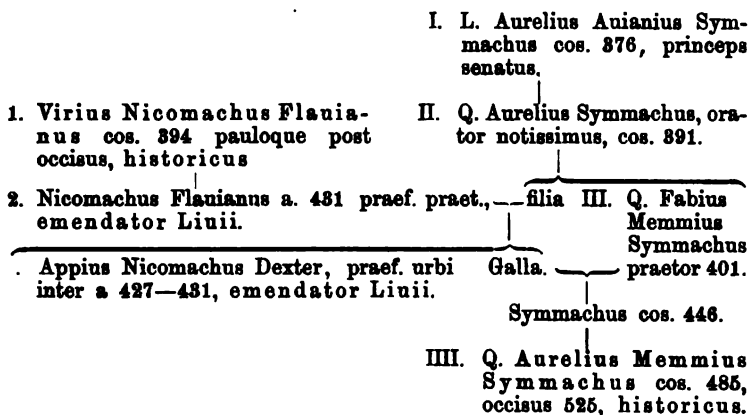 I. L. Aurelius Auianius Sym-
machus cos. 376, princeps
senatus.
1. Virius Nicomachus Flauia-
nus cos. 394 pauloque post
occisus, historicus
II. Q. Aurelius Symmachus, ora-
tor notissimus, cos. 391.
2. Nicomachus Flauianus a. 431 praef. praet.,
emendator Liuii.
filia III. Q. Fabius
Memmius
Symmachus
praetor 401.
. Appius Nicomachus Dexter, praef. urbi
inter a 427—431, emendator Liuii.
Galla.
Symmachus cos. 446.
IIII. Q. Aurelius Memmius
Symmachus cos. 485,
occisus 525, historicus.